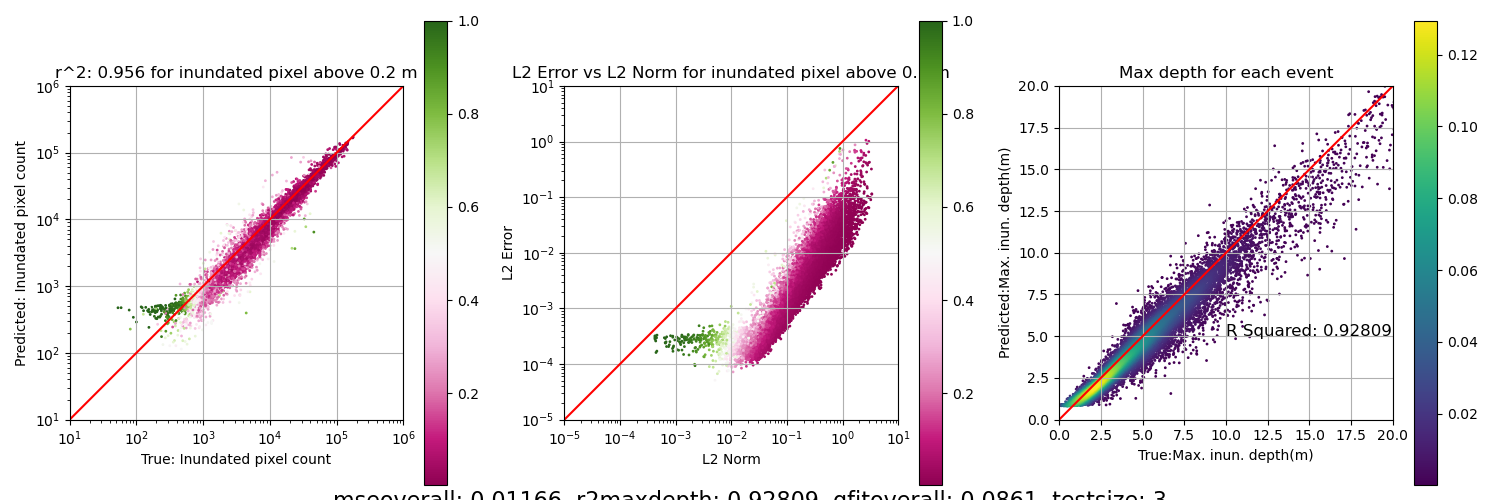 r^2: 0.956 for inundated pixel above 0.2 m
Predicted: Inundated pixel count
10^6
10^5
10^4
10^3
10^2
10^1
10^1 10^2 10^3 10^4 10^5 10^6
True: Inundated pixel count
1.0
0.8
0.6
0.4
0.2
L2 Error vs L2 Norm for inundated pixel above 0.
L2 Error
10^1
10^0
10^-1
10^-2
10^-3
10^-4
10^-5
10^-5 10^-4 10^-3 10^-2 10^-1 10^0 10^1
L2 Norm
1.0
0.8
0.6
0.4
0.2
Max depth for each event
Predicted:Max. inun. depth(m)
20.0
17.5
15.0
12.5
10.0
7.5
5.0
2.5
0.0
R Squared: 0.92809
0.0 2.5 5.0 7.5 10.0 12.5 15.0 17.5 20.0
True:Max. inun. depth(m)
0.12
0.10
0.08
0.06
0.04
0.02
mseoverall: 0.01166, r2maxdepth: 0.92809, gfitoverall: 0.0861, testsize: 3